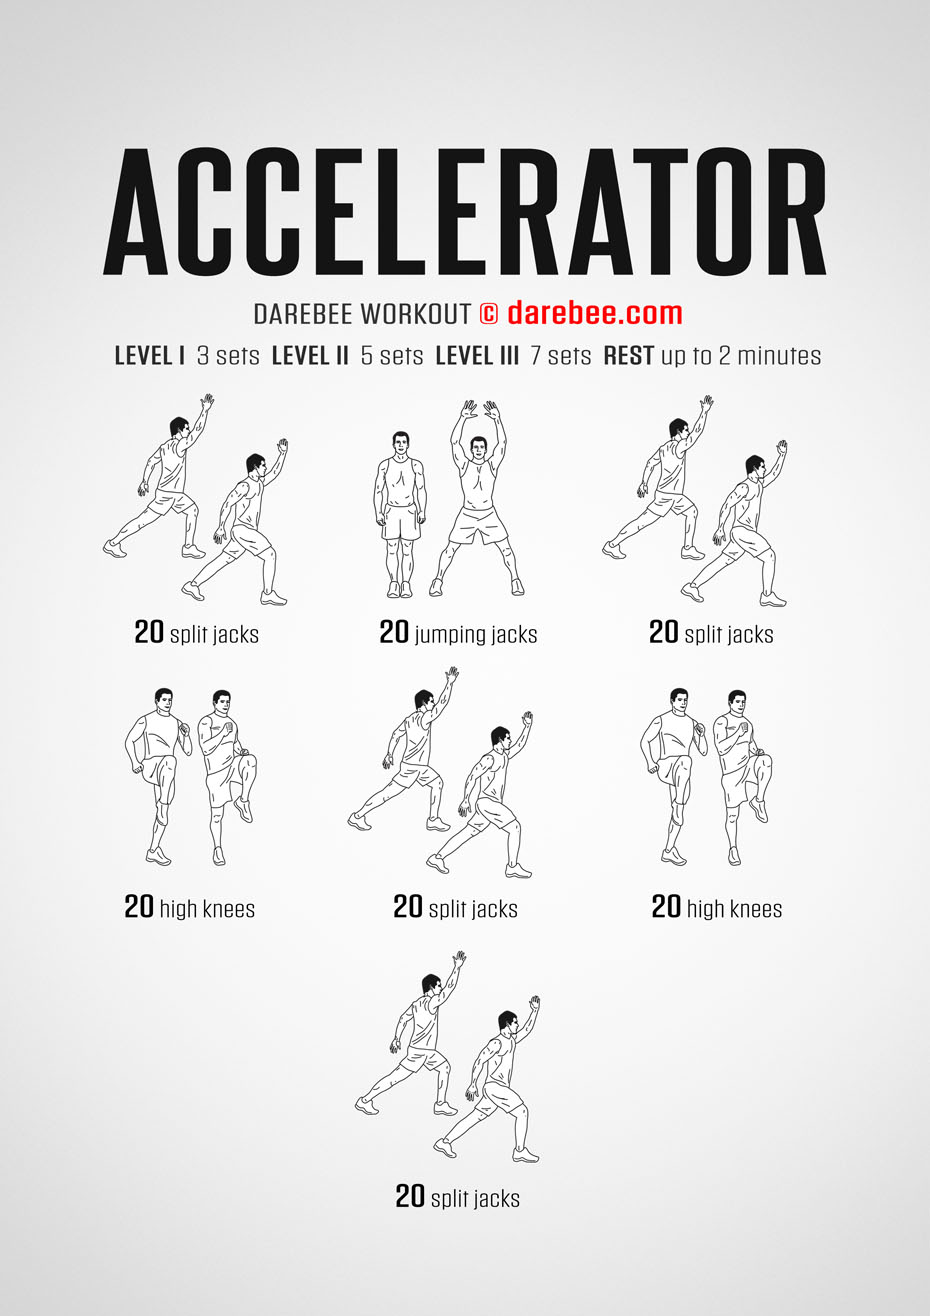 ACCELERATOR
DAREBEE WORKOUT © darebee.com
LEVEL I 3 sets LEVEL II 5 sets LEVEL III 7 sets REST up to 2 minutes
20 split jacks
20 jumping jacks
20 split jacks
20 high knees
20 split jacks
20 high knees
20 split jacks